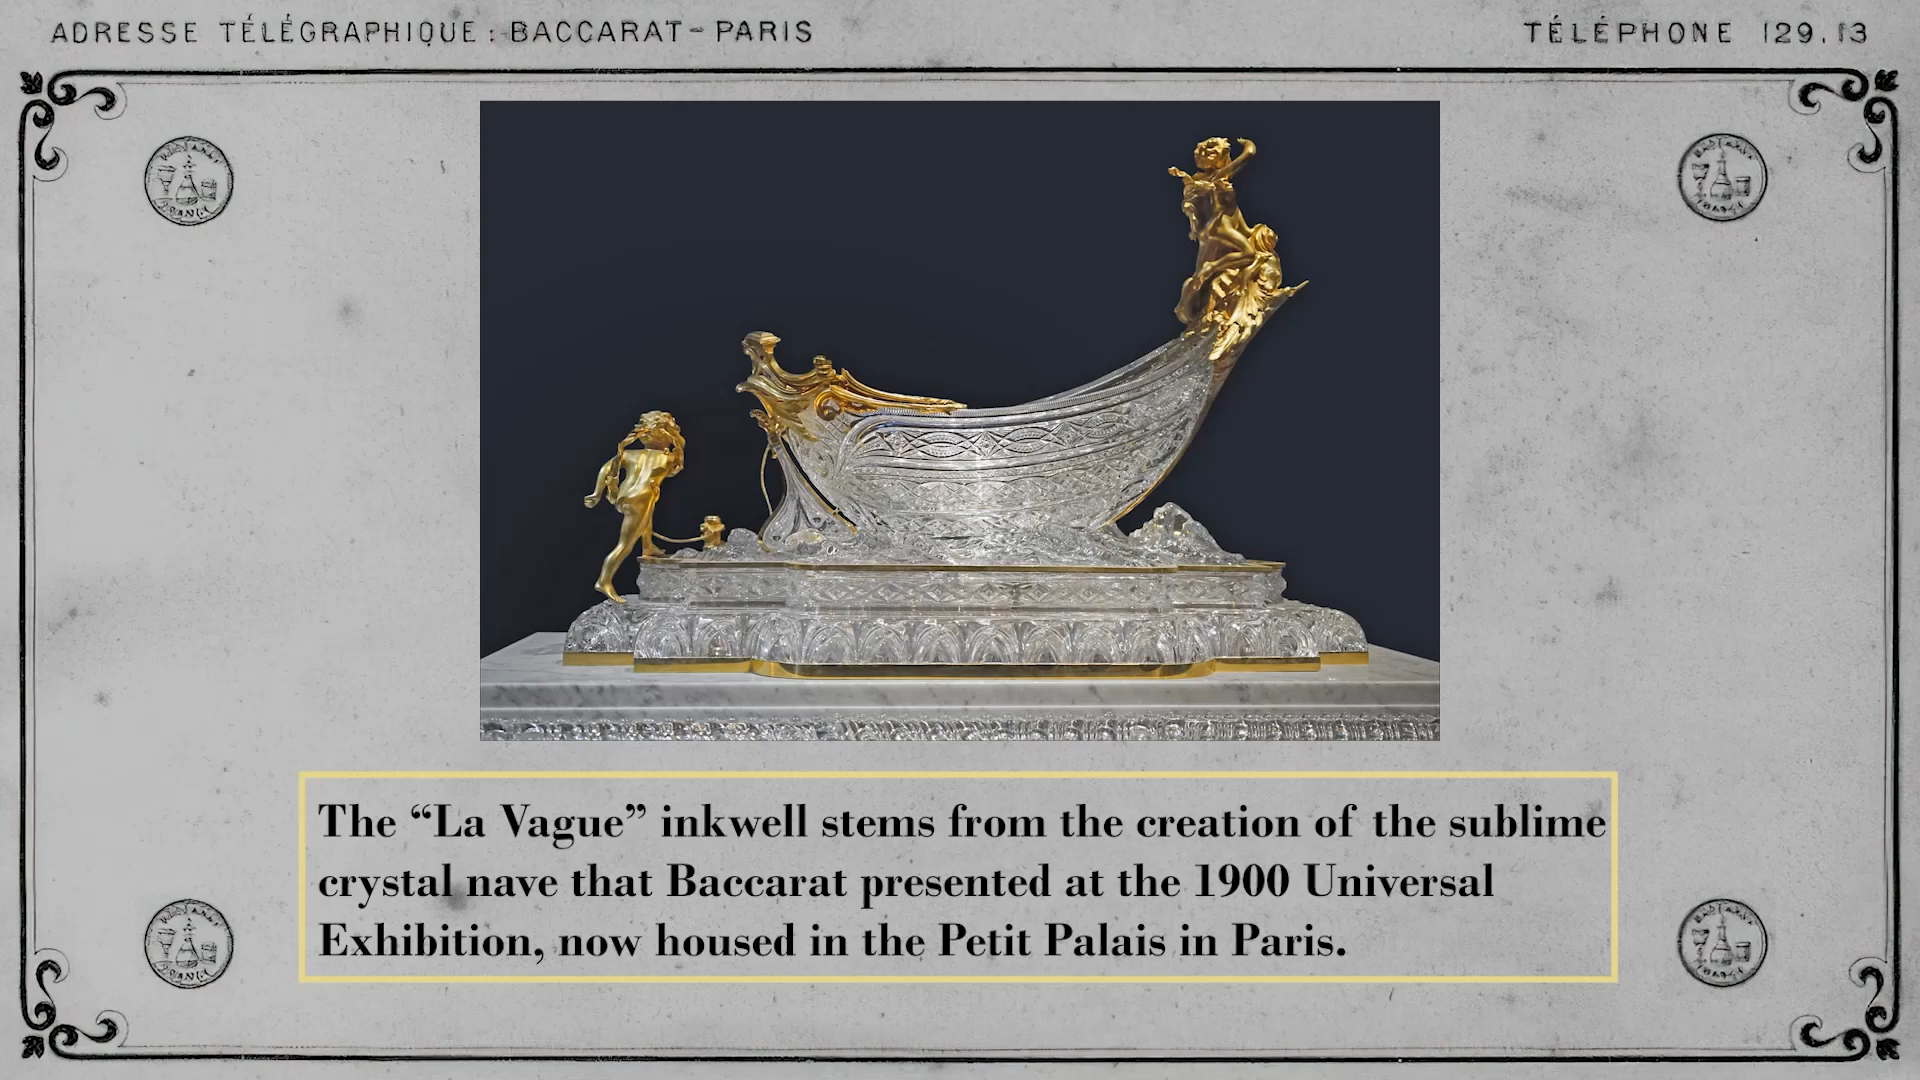 ADRESSE TÉLÉGRAPHIQUE : BACCARAT-PARIS
TÉLÉPHONE 129.13
The “La Vague” inkwell stems from the creation of the sublime
crystal nave that Baccarat presented at the 1900 Universal
Exhibition, now housed in the Petit Palais in Paris.